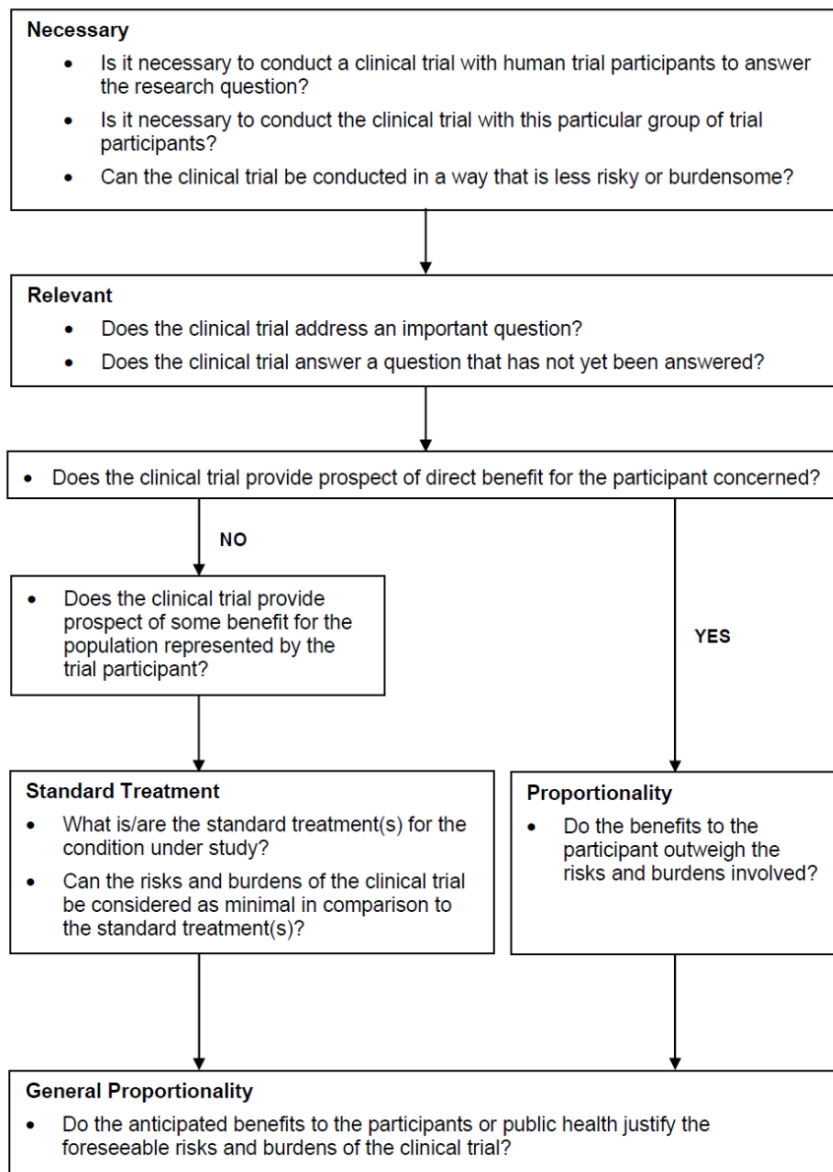 Necessary
• Is it necessary to conduct a clinical trial with human trial participants to answer
the research question?
• Is it necessary to conduct the clinical trial with this particular group of trial
participants?
• Can the clinical trial be conducted in a way that is less risky or burdensome?
Relevant
• Does the clinical trial address an important question?
• Does the clinical trial answer a question that has not yet been answered?
• Does the clinical trial provide prospect of direct benefit for the participant concerned?
NO
• Does the clinical trial provide
prospect of some benefit for the
population represented by the
trial participant?
YES
Standard Treatment
• What is/are the standard treatment(s) for the
condition under study?
• Can the risks and burdens of the clinical trial
be considered as minimal in comparison to
the standard treatment(s)?
Proportionality
• Do the benefits to the
participant outweigh the
risks and burdens involved?
General Proportionality
• Do the anticipated benefits to the participants or public health justify the
foreseeable risks and burdens of the clinical trial?